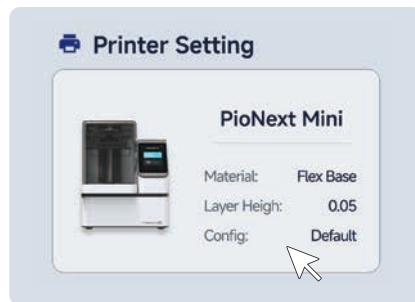 Printer Setting
PioNext Mini
Material: Flex Base
Layer Heigh: 0.05
Config: Default